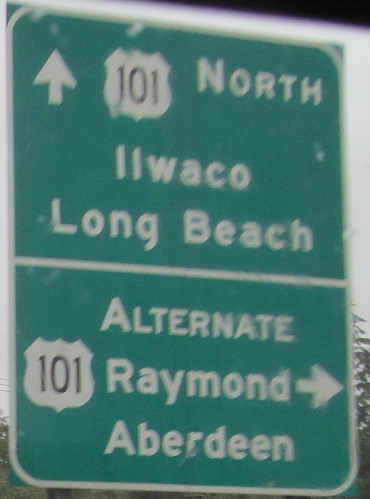 101 NORTH
Ilwaco
Long Beach
ALTERNATE
101 Raymond
Aberdeen